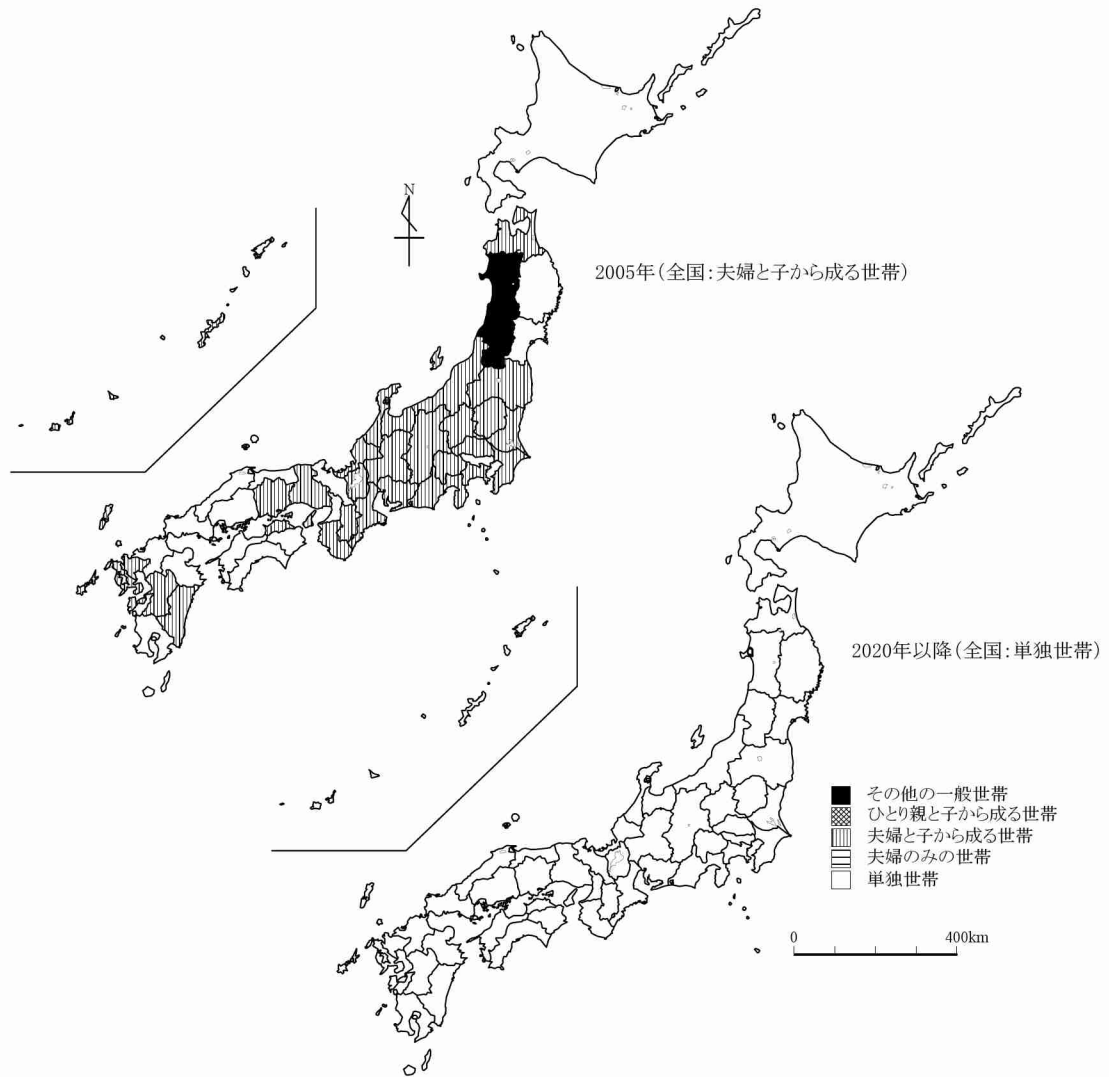 N
2005年(全国:夫婦と子から成る世帯)
2020年以降(全国:単独世帯)
その他の一般世帯
ひとり親と子から成る世帯
夫婦と子から成る世帯
夫婦のみの世帯
単独世帯
0 400km